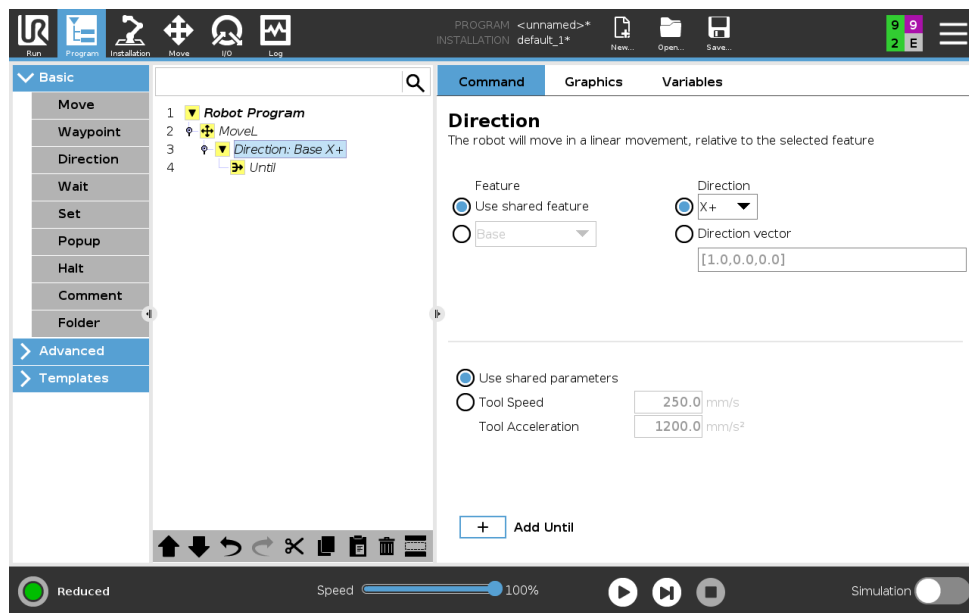 UR
PROGRAM <unnamed>*
INSTALLATION default_1*
Run Program Installation Move I/O Log
New... Open... Save...
9 9
2 E
Basic
Move
Waypoint
Direction
Wait
Set
Popup
Halt
Comment
Folder
Advanced
Templates
1 Robot Program
2 MoveL
3 Direction: Base X+
4 Until
Command Graphics Variables
Direction
The robot will move in a linear movement, relative to the selected feature
Feature Direction
Use shared feature X+
Base Direction vector
[1.0,0.0,0.0]
Use shared parameters
Tool Speed 250.0 mm/s
Tool Acceleration 1200.0 mm/s²
+ Add Until
Reduced Speed 100% Simulation